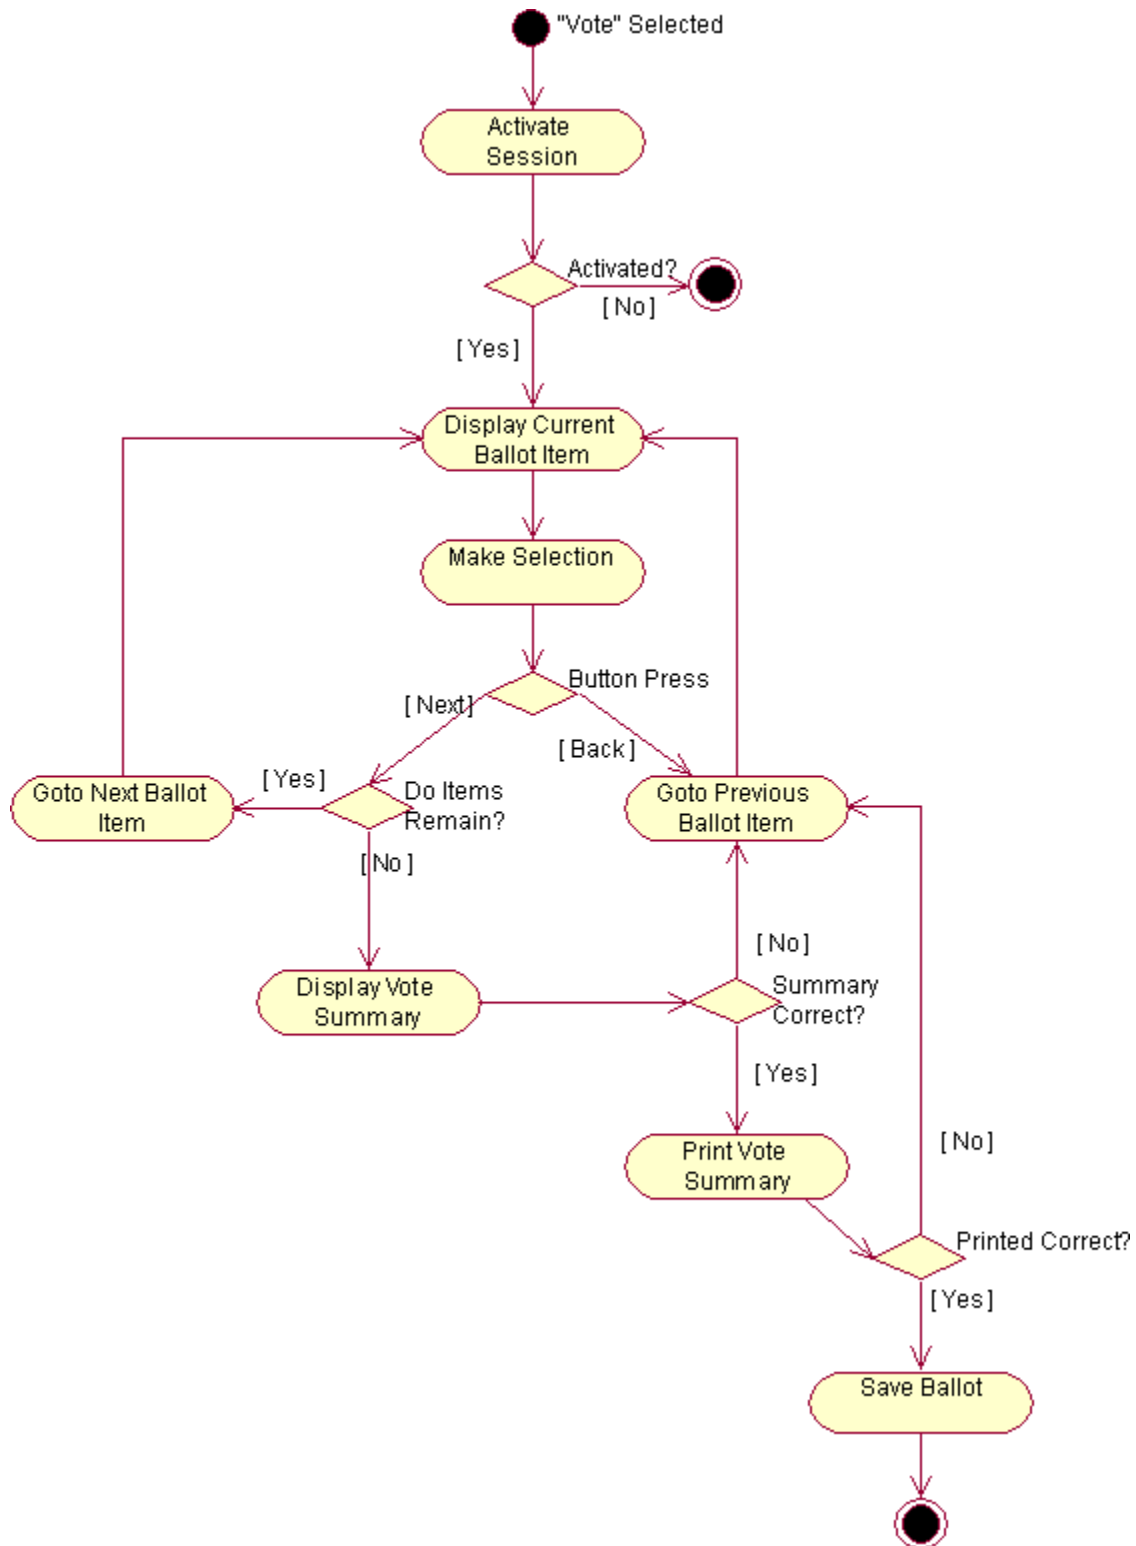 "Vote" Selected
Activate
Session
Activated?
[ No ]
[ Yes ]
Display Current
Ballot Item
Make Selection
Button Press
[ Next ]
[ Back ]
[ Yes ]
Goto Next Ballot
Item
Do Items
Remain?
Goto Previous
Ballot Item
[ No ]
[ No ]
Display Vote
Summary
Summary
Correct?
[ Yes ]
Print Vote
Summary
[ No ]
Printed Correct?
[ Yes ]
Save Ballot